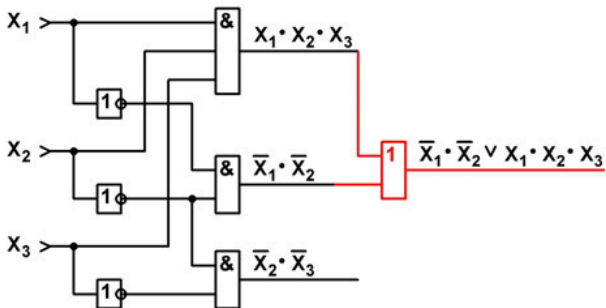 X₁
&
X₁ · X₂ · X₃
1
X₂
&
X̅₁ · X̅₂
1
X̅₁ · X̅₂ ∨ X₁ · X₂ · X₃
1
X₃
&
X̅₂ · X̅₃
1